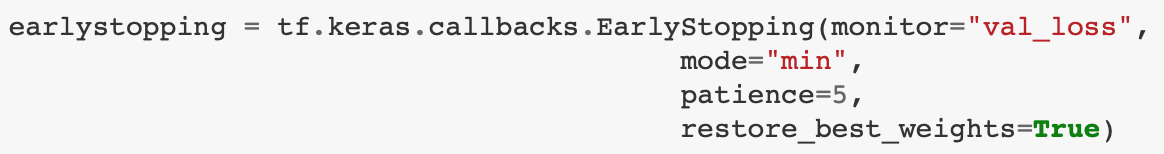 earlystopping = tf.keras.callbacks.EarlyStopping(monitor="val_loss",
mode="min",
patience=5,
restore_best_weights=True)